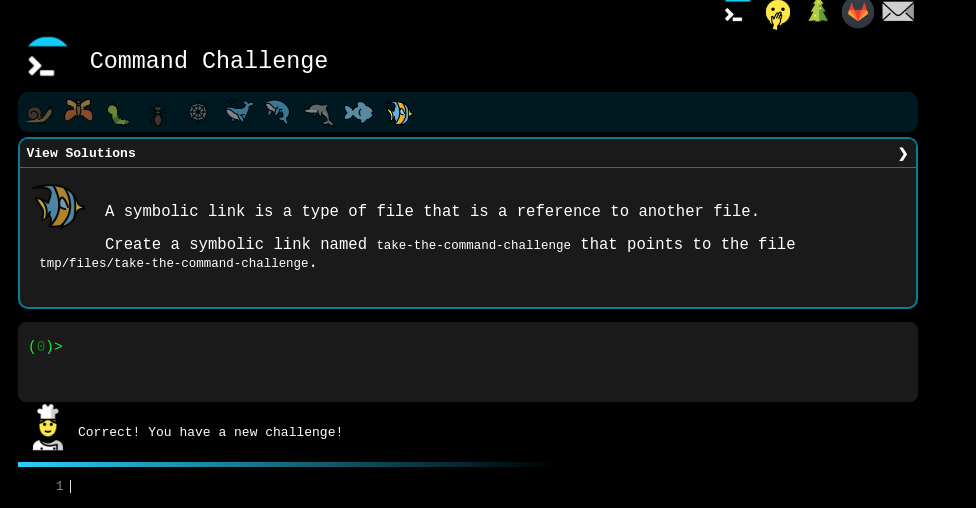 Command Challenge
View Solutions
A symbolic link is a type of file that is a reference to another file.
Create a symbolic link named take-the-command-challenge that points to the file
tmp/files/take-the-command-challenge.
(0)>
Correct! You have a new challenge!
1